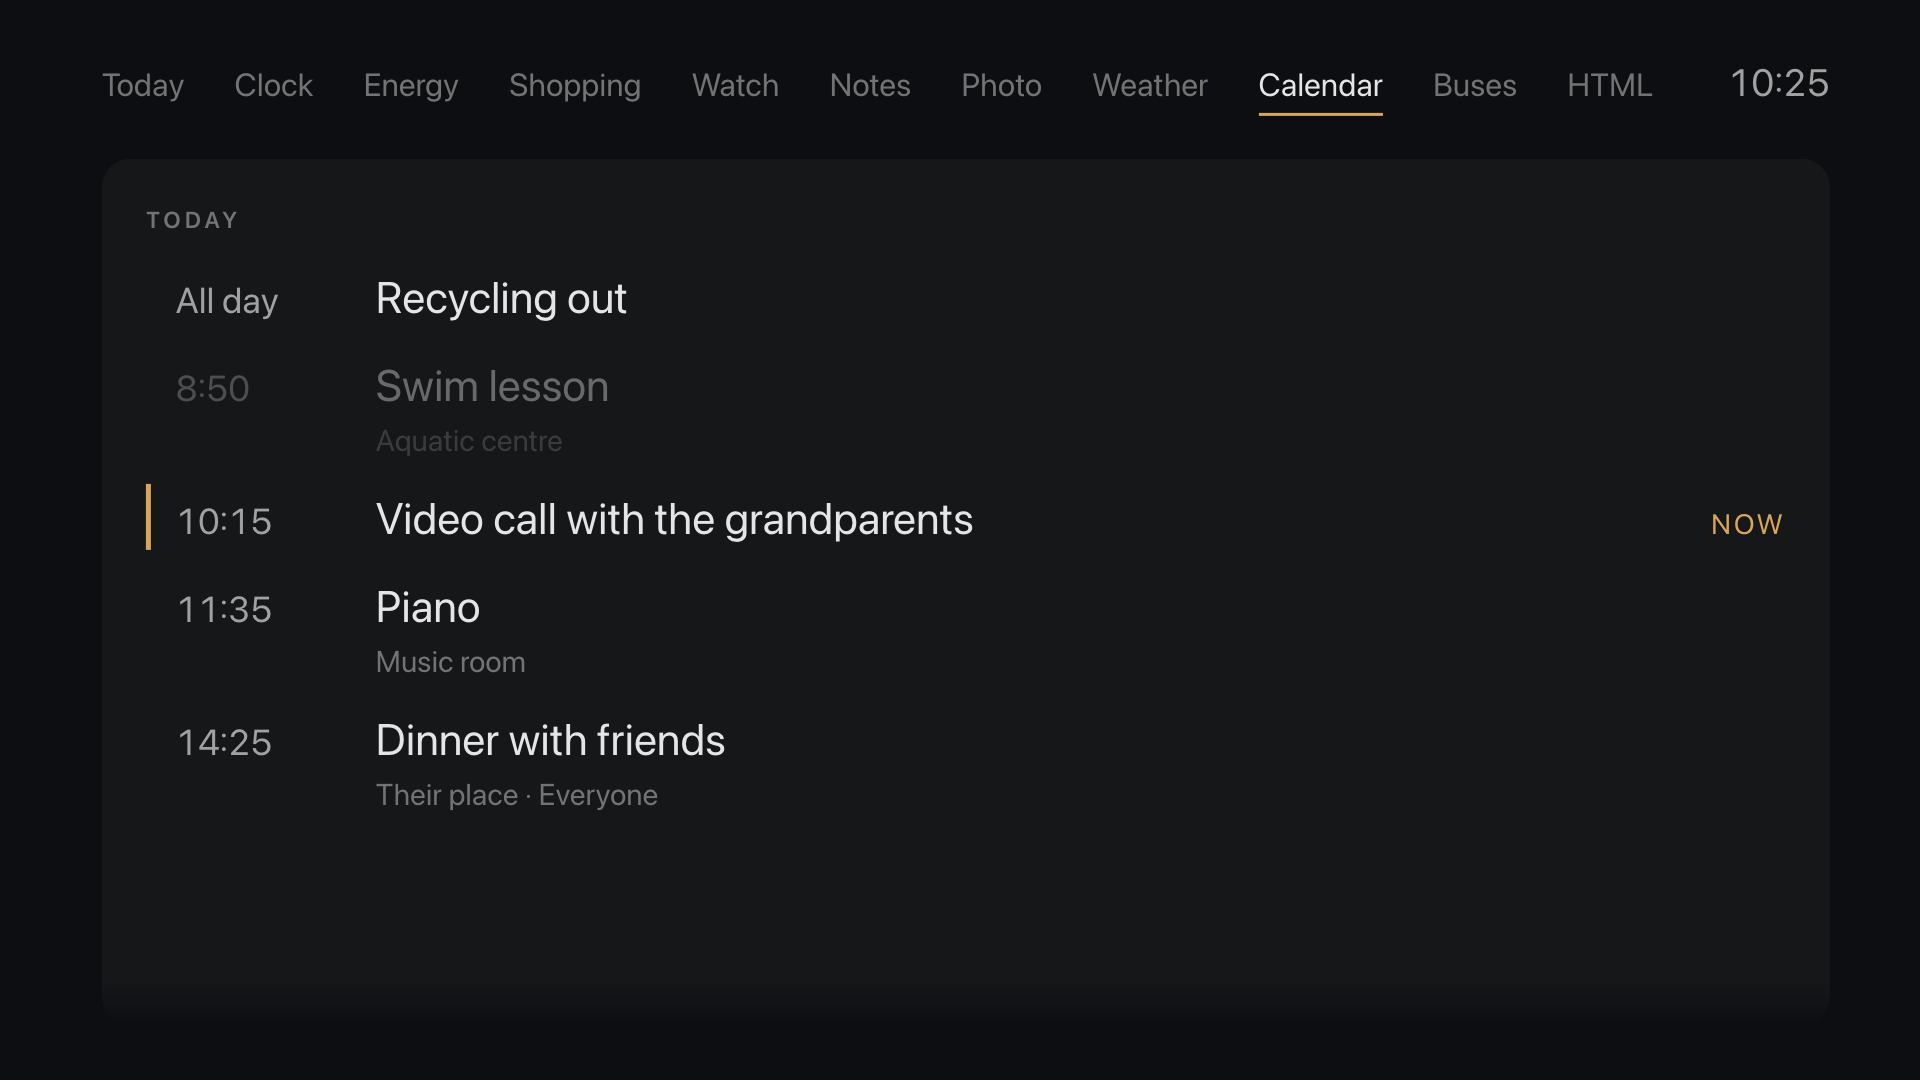 Today Clock Energy Shopping Watch Notes Photo Weather Calendar Buses HTML 10:25
TODAY
All day Recycling out
8:50 Swim lesson
Aquatic centre
10:15 Video call with the grandparents NOW
11:35 Piano
Music room
14:25 Dinner with friends
Their place · Everyone